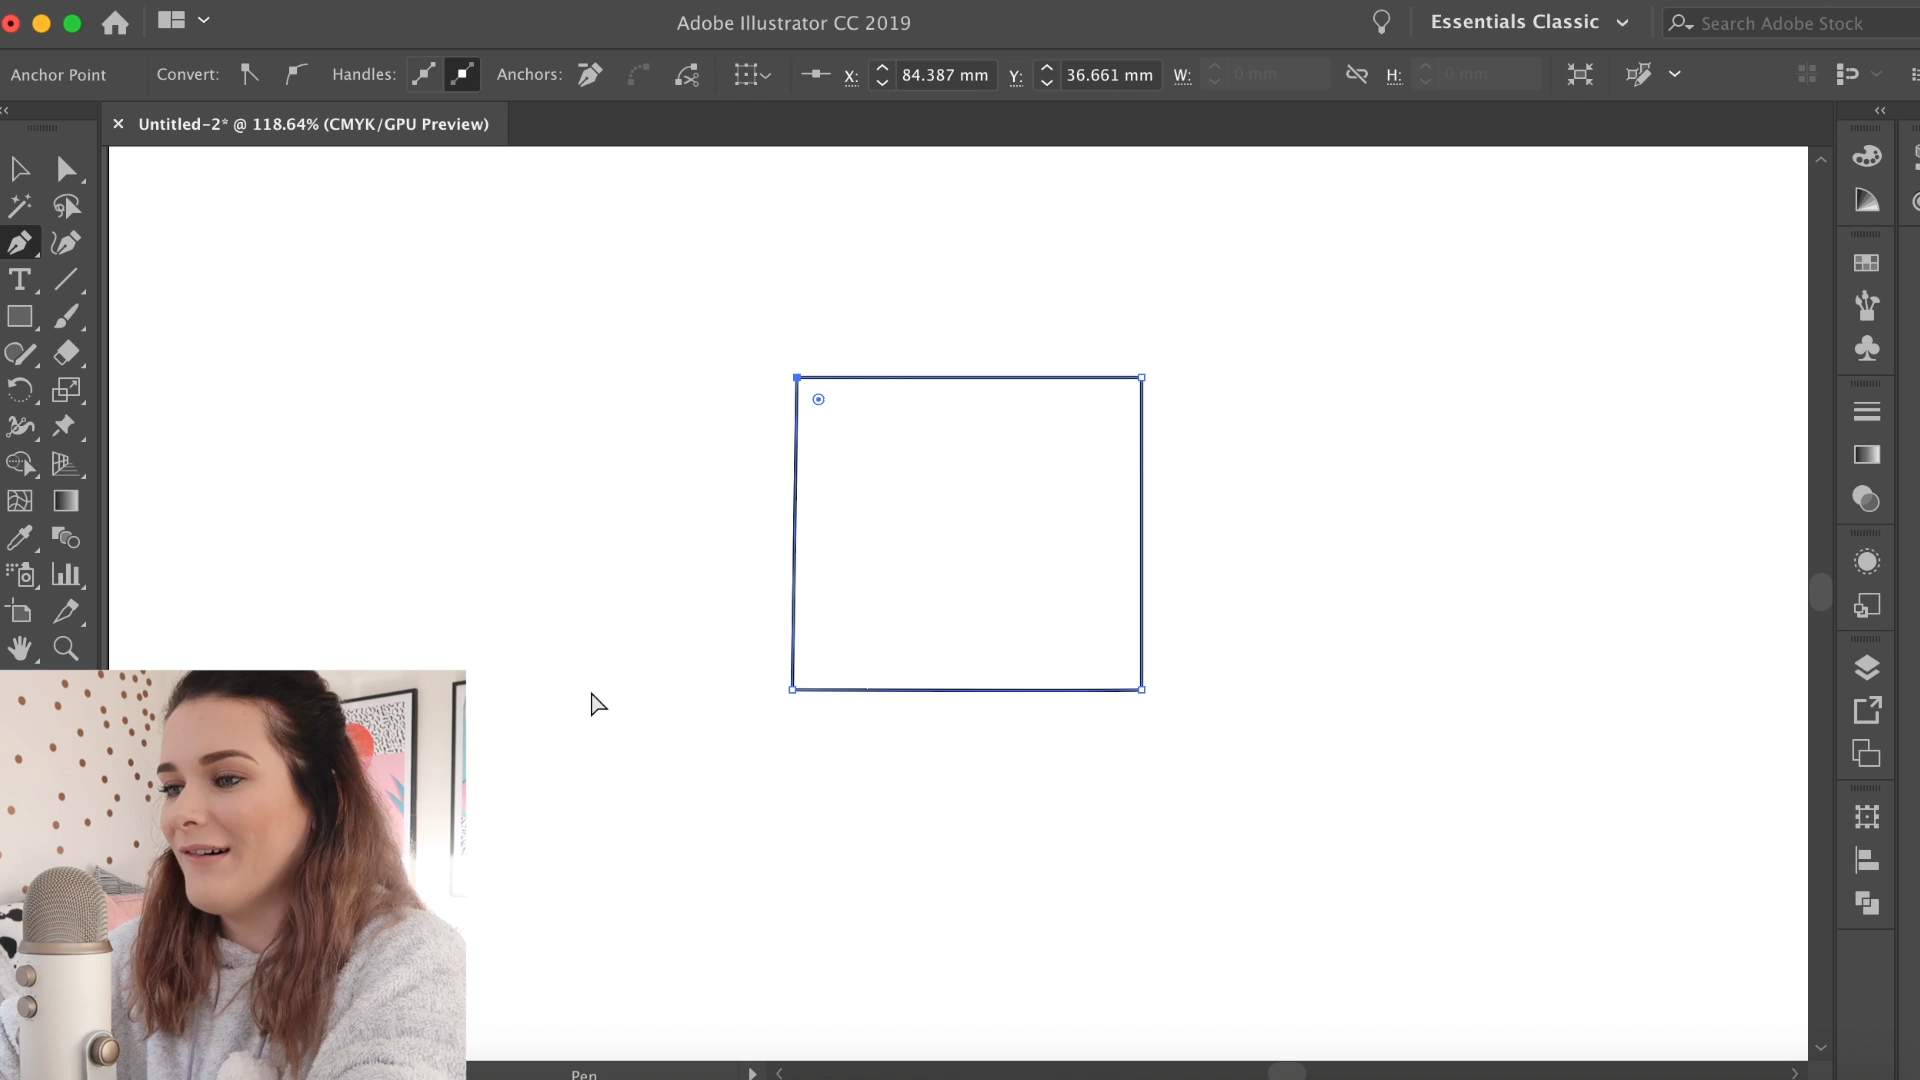 Adobe Illustrator CC 2019
Essentials Classic
Search Adobe Stock
Anchor Point
Convert:
Handles:
Anchors:
X: 84.387 mm
Y: 36.661 mm
W: 0 mm
H: 0 mm
Untitled-2* @ 118.64% (CMYK/GPU Preview)
Pen